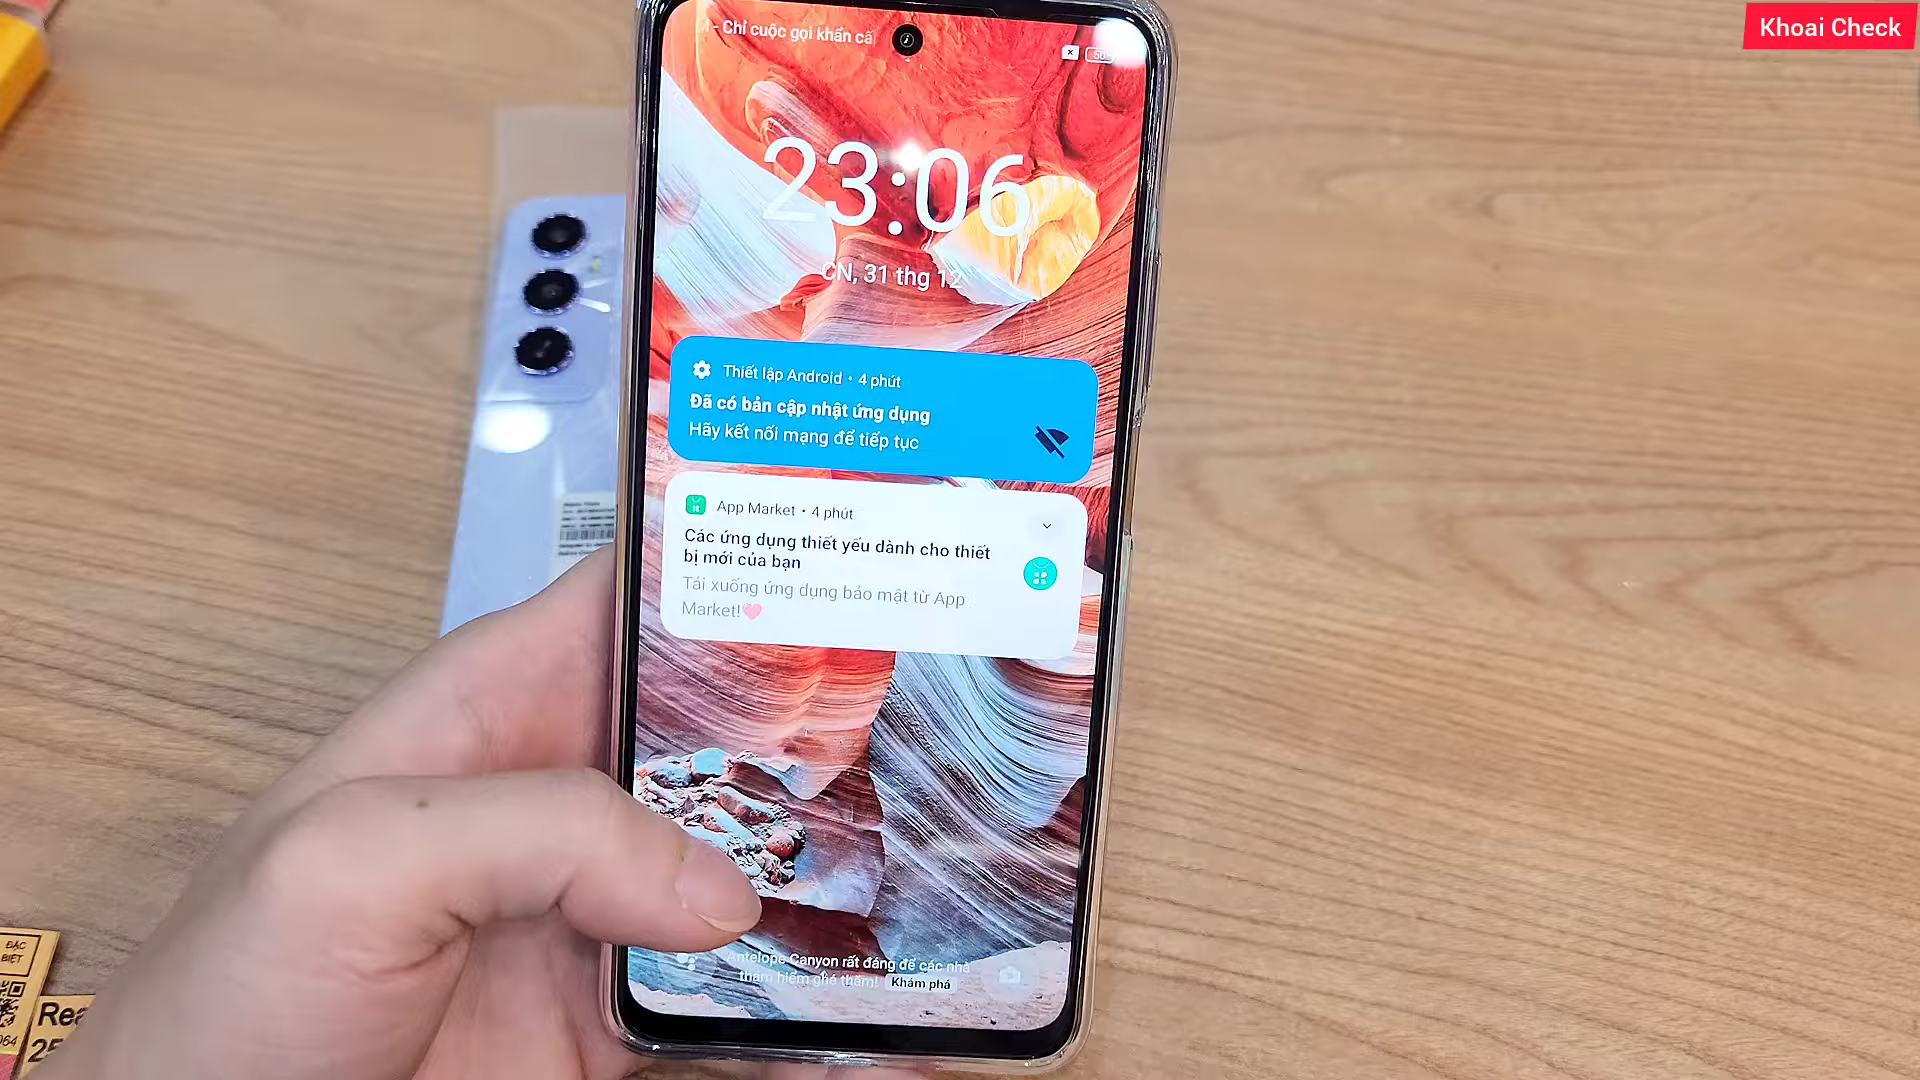 Khoai Check
- Chỉ cuộc gọi khẩn cấ
23:06
CN, 31 thg 12
Thiết lập Android • 4 phút
Đã có bản cập nhật ứng dụng
Hãy kết nối mạng để tiếp tục
App Market • 4 phút
Các ứng dụng thiết yếu dành cho thiết
bị mới của bạn
Tải xuống ứng dụng bảo mật từ App
Market!❤️
Antelope Canyon rất đáng để các nhà
thám hiểm ghé thăm! Khám phá
ĐẶC
BIỆT